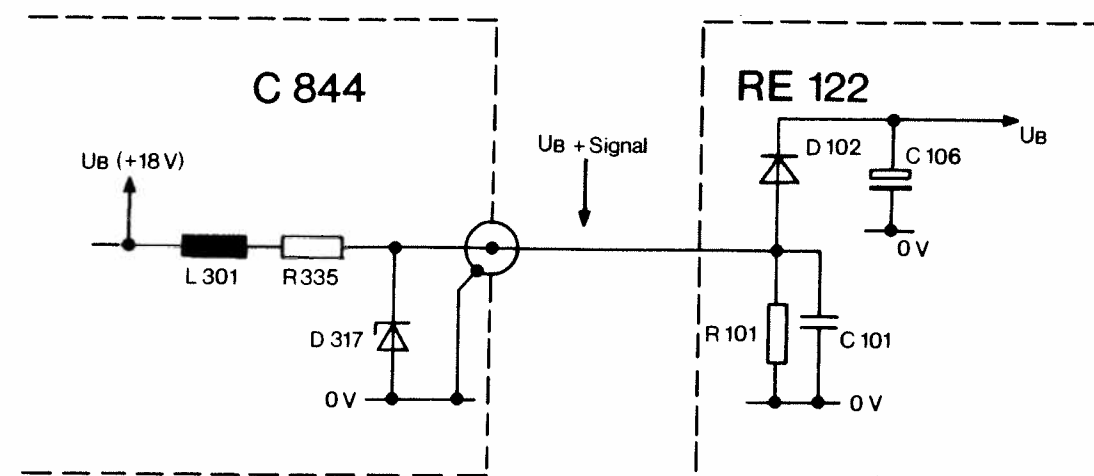 C 844
RE 122
UB (+18 V)
UB + Signal
D 102
C 106
UB
0 V
L 301
R 335
D 317
R 101
C 101
0 V
0 V